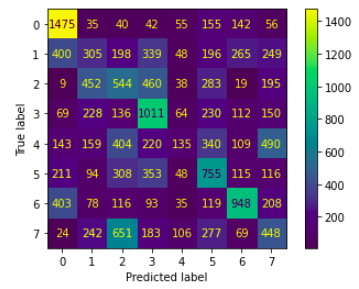 0 1475 35 40 42 55 155 142 56
1 400 305 198 339 48 196 265 249
2 9 452 544 460 38 283 19 195
3 69 228 136 1011 64 230 112 150
4 143 159 404 220 135 340 109 490
5 211 94 308 353 48 755 115 116
6 403 78 116 93 35 119 948 208
7 24 242 651 183 106 277 69 448
0 1 2 3 4 5 6 7
Predicted label
True label
1400
1200
1000
800
600
400
200